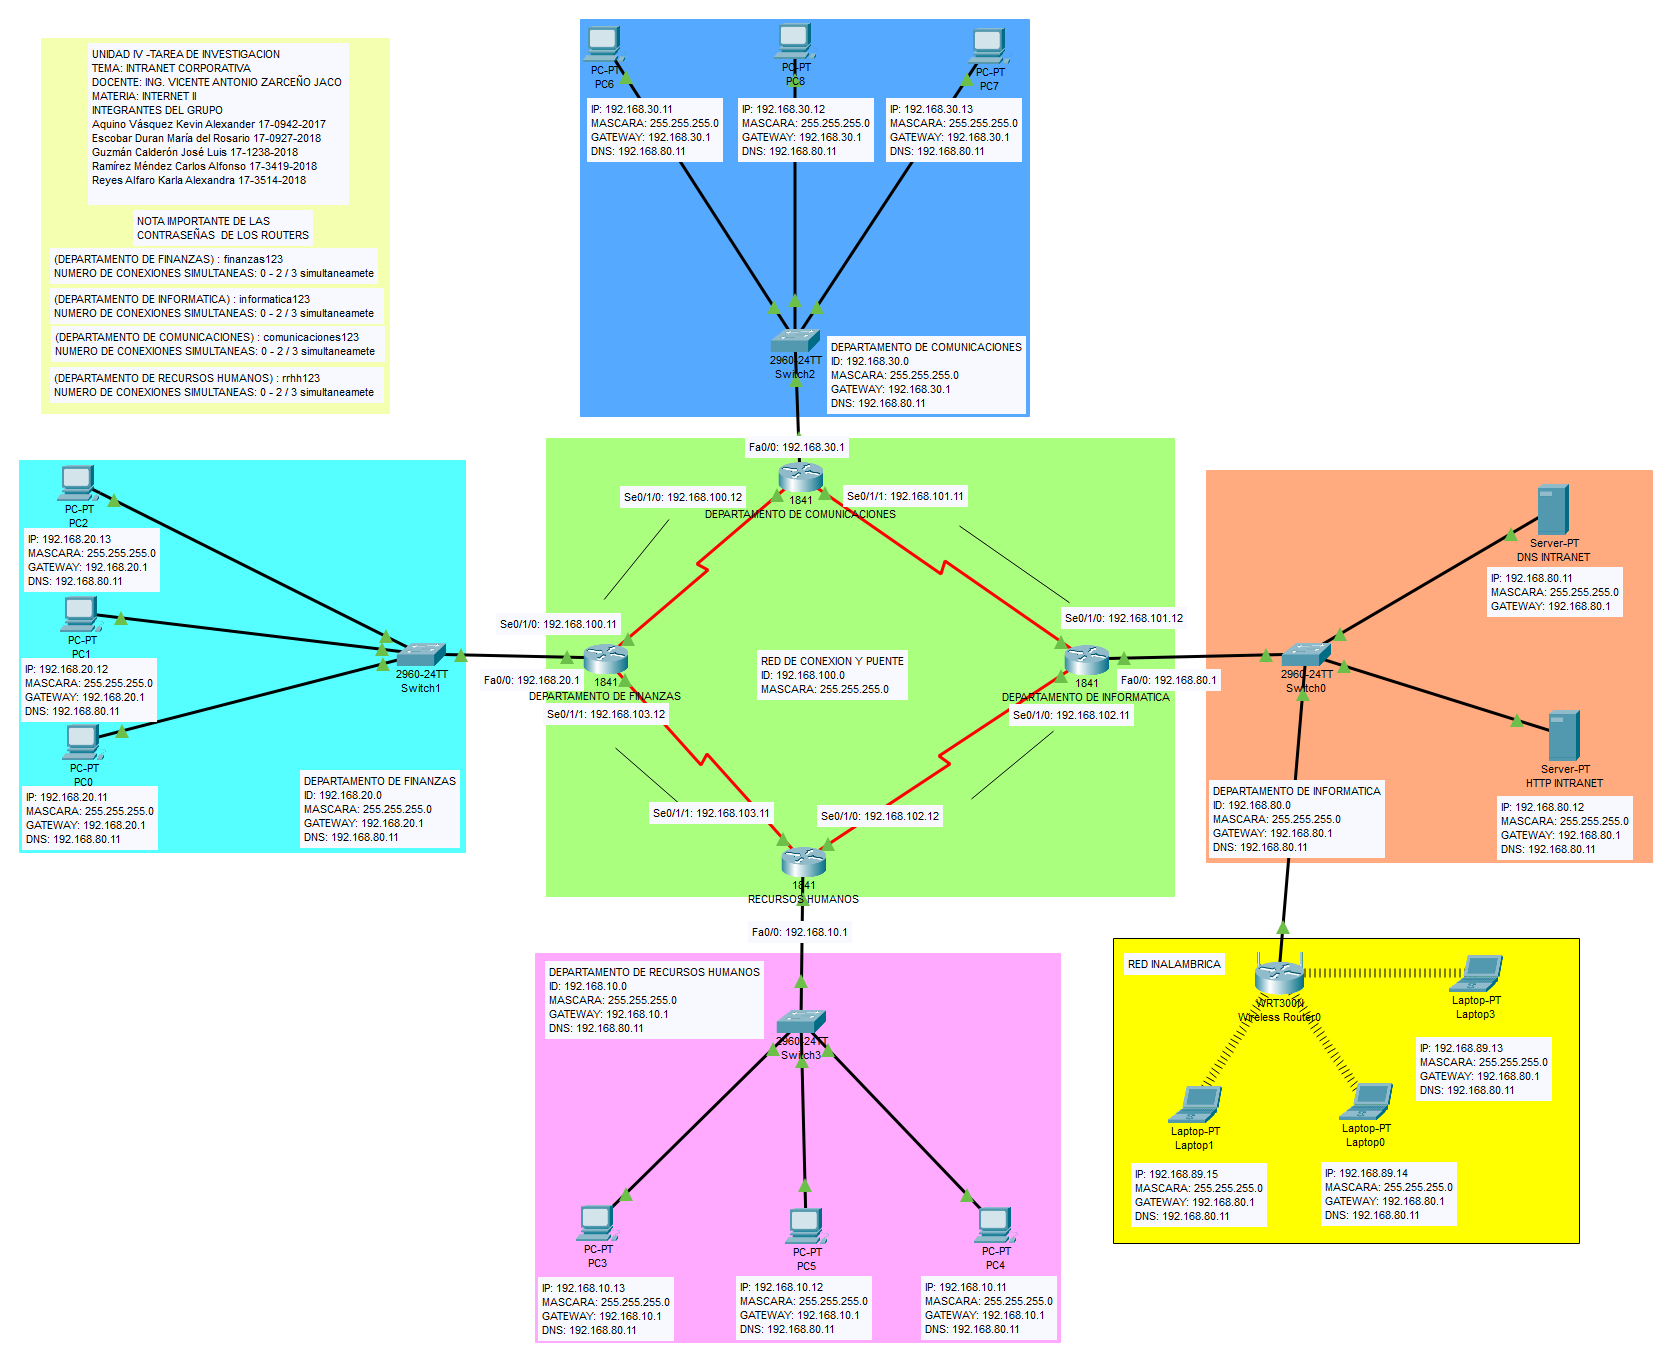 UNIDAD IV -TAREA DE INVESTIGACION
TEMA: INTRANET CORPORATIVA
DOCENTE: ING. VICENTE ANTONIO ZARCEÑO JACO
MATERIA: INTERNET II
INTEGRANTES DEL GRUPO
Aquino Vásquez Kevin Alexander 17-0942-2017
Escobar Duran María del Rosario 17-0927-2018
Guzmán Calderón José Luis 17-1238-2018
Ramírez Méndez Carlos Alfonso 17-3419-2018
Reyes Alfaro Karla Alexandra 17-3514-2018
NOTA IMPORTANTE DE LAS
CONTRASEÑAS  DE LOS ROUTERS
(DEPARTAMENTO DE FINANZAS) : finanzas123
NUMERO DE CONEXIONES SIMULTANEAS: 0 - 2 / 3 simultaneamete
(DEPARTAMENTO DE INFORMATICA) : informatica123
NUMERO DE CONEXIONES SIMULTANEAS: 0 - 2 / 3 simultaneamete
(DEPARTAMENTO DE COMUNICACIONES) : comunicaciones123
NUMERO DE CONEXIONES SIMULTANEAS: 0 - 2 / 3 simultaneamete
(DEPARTAMENTO DE RECURSOS HUMANOS) : rrhh123
NUMERO DE CONEXIONES SIMULTANEAS: 0 - 2 / 3 simultaneamete
PC-PT
PC6
IP: 192.168.30.11
MASCARA: 255.255.255.0
GATEWAY: 192.168.30.1
DNS: 192.168.80.11
PC-PT
PC8
IP: 192.168.30.12
MASCARA: 255.255.255.0
GATEWAY: 192.168.30.1
DNS: 192.168.80.11
PC-PT
PC7
IP: 192.168.30.13
MASCARA: 255.255.255.0
GATEWAY: 192.168.30.1
DNS: 192.168.80.11
2960-24TT
Switch2
DEPARTAMENTO DE COMUNICACIONES
ID: 192.168.30.0
MASCARA: 255.255.255.0
GATEWAY: 192.168.30.1
DNS: 192.168.80.11
PC-PT
PC2
IP: 192.168.20.13
MASCARA: 255.255.255.0
GATEWAY: 192.168.20.1
DNS: 192.168.80.11
PC-PT
PC1
IP: 192.168.20.12
MASCARA: 255.255.255.0
GATEWAY: 192.168.20.1
DNS: 192.168.80.11
PC-PT
PC0
IP: 192.168.20.11
MASCARA: 255.255.255.0
GATEWAY: 192.168.20.1
DNS: 192.168.80.11
2960-24TT
Switch1
DEPARTAMENTO DE FINANZAS
ID: 192.168.20.0
MASCARA: 255.255.255.0
GATEWAY: 192.168.20.1
DNS: 192.168.80.11
Fa0/0: 192.168.30.1
Se0/1/0: 192.168.100.12
Se0/1/1: 192.168.101.11
1841
DEPARTAMENTO DE COMUNICACIONES
Se0/1/0: 192.168.100.11
Se0/1/0: 192.168.101.12
Fa0/0: 192.168.20.1
1841
DEPARTAMENTO DE FINANZAS
Se0/1/1: 192.168.103.12
RED DE CONEXION Y PUENTE
ID: 192.168.100.0
MASCARA: 255.255.255.0
1841
DEPARTAMENTO DE INFORMATICA
Fa0/0: 192.168.80.1
Se0/1/0: 192.168.102.11
Se0/1/1: 192.168.103.11
Se0/1/0: 192.168.102.12
1841
RECURSOS HUMANOS
Fa0/0: 192.168.10.1
Server-PT
DNS INTRANET
IP: 192.168.80.11
MASCARA: 255.255.255.0
GATEWAY: 192.168.80.1
2960-24TT
Switch0
Server-PT
HTTP INTRANET
IP: 192.168.80.12
MASCARA: 255.255.255.0
GATEWAY: 192.168.80.1
DNS: 192.168.80.11
DEPARTAMENTO DE INFORMATICA
ID: 192.168.80.0
MASCARA: 255.255.255.0
GATEWAY: 192.168.80.1
DNS: 192.168.80.11
DEPARTAMENTO DE RECURSOS HUMANOS
ID: 192.168.10.0
MASCARA: 255.255.255.0
GATEWAY: 192.168.10.1
DNS: 192.168.80.11
2960-24TT
Switch3
PC-PT
PC3
IP: 192.168.10.13
MASCARA: 255.255.255.0
GATEWAY: 192.168.10.1
DNS: 192.168.80.11
PC-PT
PC5
IP: 192.168.10.12
MASCARA: 255.255.255.0
GATEWAY: 192.168.10.1
DNS: 192.168.80.11
PC-PT
PC4
IP: 192.168.10.11
MASCARA: 255.255.255.0
GATEWAY: 192.168.10.1
DNS: 192.168.80.11
RED INALAMBRICA
WRT300N
Wireless Router0
Laptop-PT
Laptop3
IP: 192.168.89.13
MASCARA: 255.255.255.0
GATEWAY: 192.168.80.1
DNS: 192.168.80.11
Laptop-PT
Laptop1
IP: 192.168.89.15
MASCARA: 255.255.255.0
GATEWAY: 192.168.80.1
DNS: 192.168.80.11
Laptop-PT
Laptop0
IP: 192.168.89.14
MASCARA: 255.255.255.0
GATEWAY: 192.168.80.1
DNS: 192.168.80.11